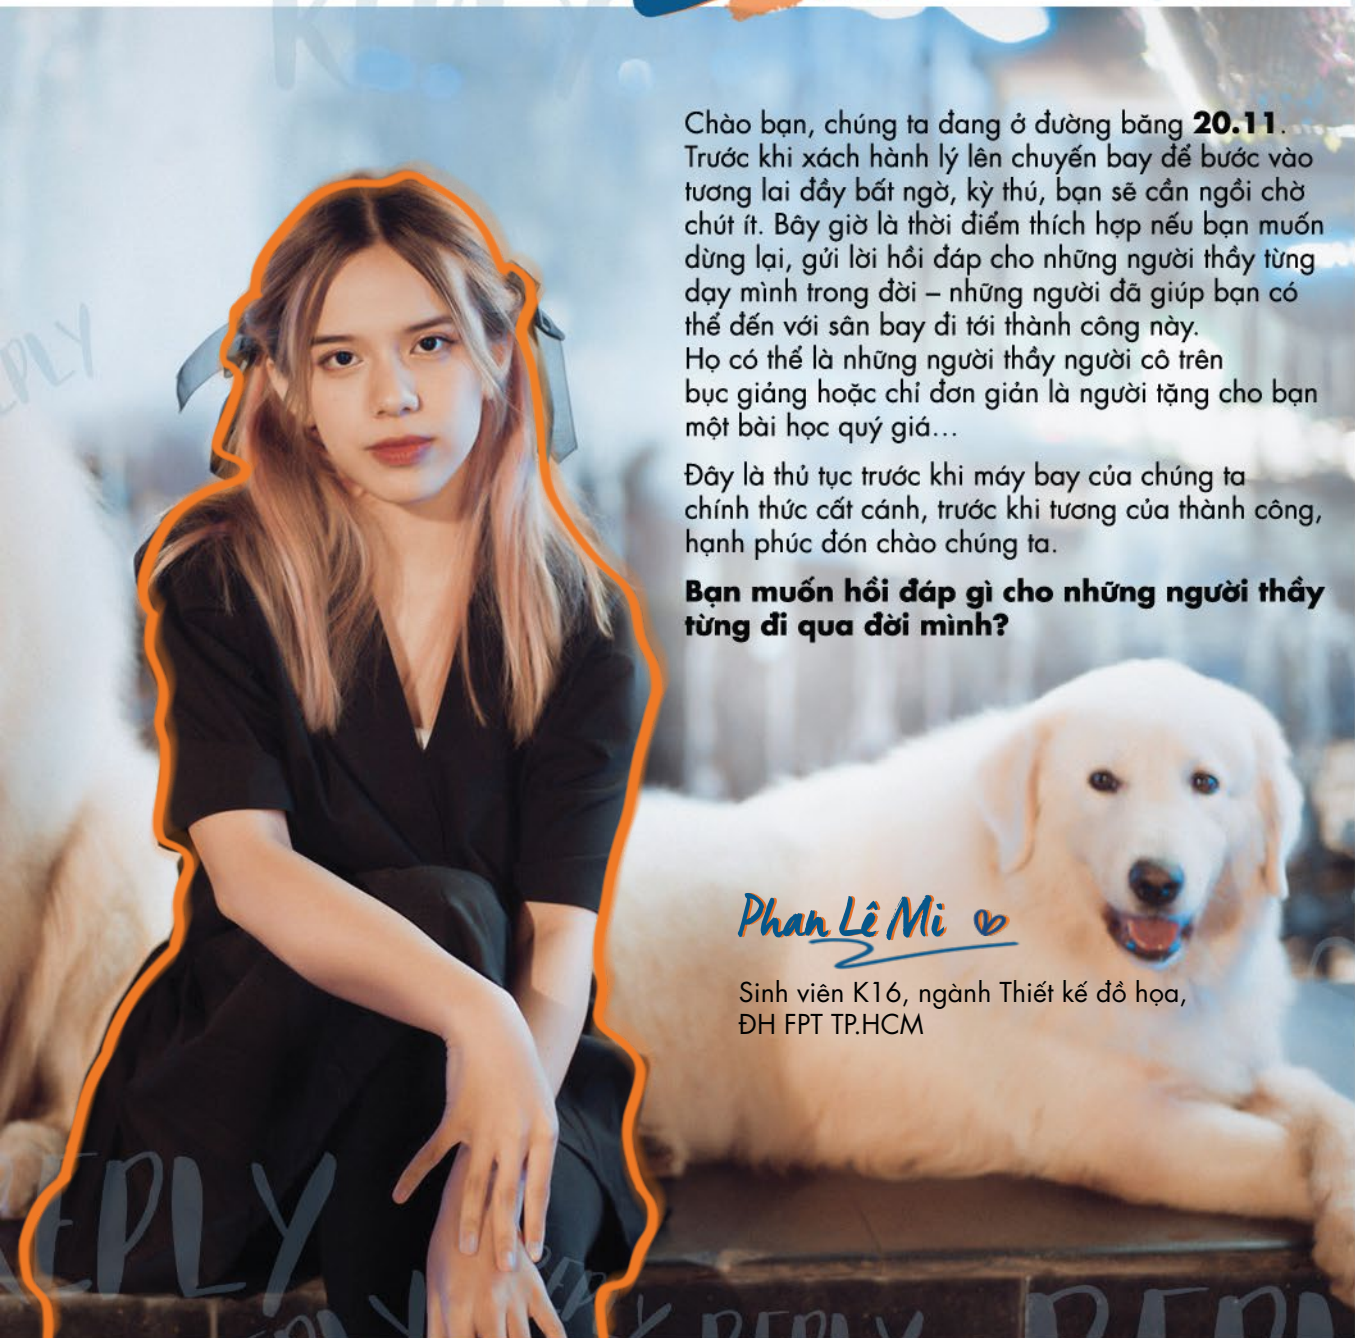 REPLY
Chào bạn, chúng ta đang ở đường băng 20.11.
Trước khi xách hành lý lên chuyến bay để bước vào
tương lai đầy bất ngờ, kỳ thú, bạn sẽ cần ngồi chờ
chút ít. Bây giờ là thời điểm thích hợp nếu bạn muốn
dừng lại, gửi lời hồi đáp cho những người thầy từng
dạy mình trong đời – những người đã giúp bạn có
thể đến với sân bay đi tới thành công này.
Họ có thể là những người thầy người cô trên
bục giảng hoặc chỉ đơn giản là người tặng cho bạn
một bài học quý giá...
Đây là thủ tục trước khi máy bay của chúng ta
chính thức cất cánh, trước khi tương của thành công,
hạnh phúc đón chào chúng ta.
Bạn muốn hồi đáp gì cho những người thầy
từng đi qua đời mình?
Phan Lê Mi
Sinh viên K16, ngành Thiết kế đồ họa,
ĐH FPT TP.HCM
REPLY
REPLY